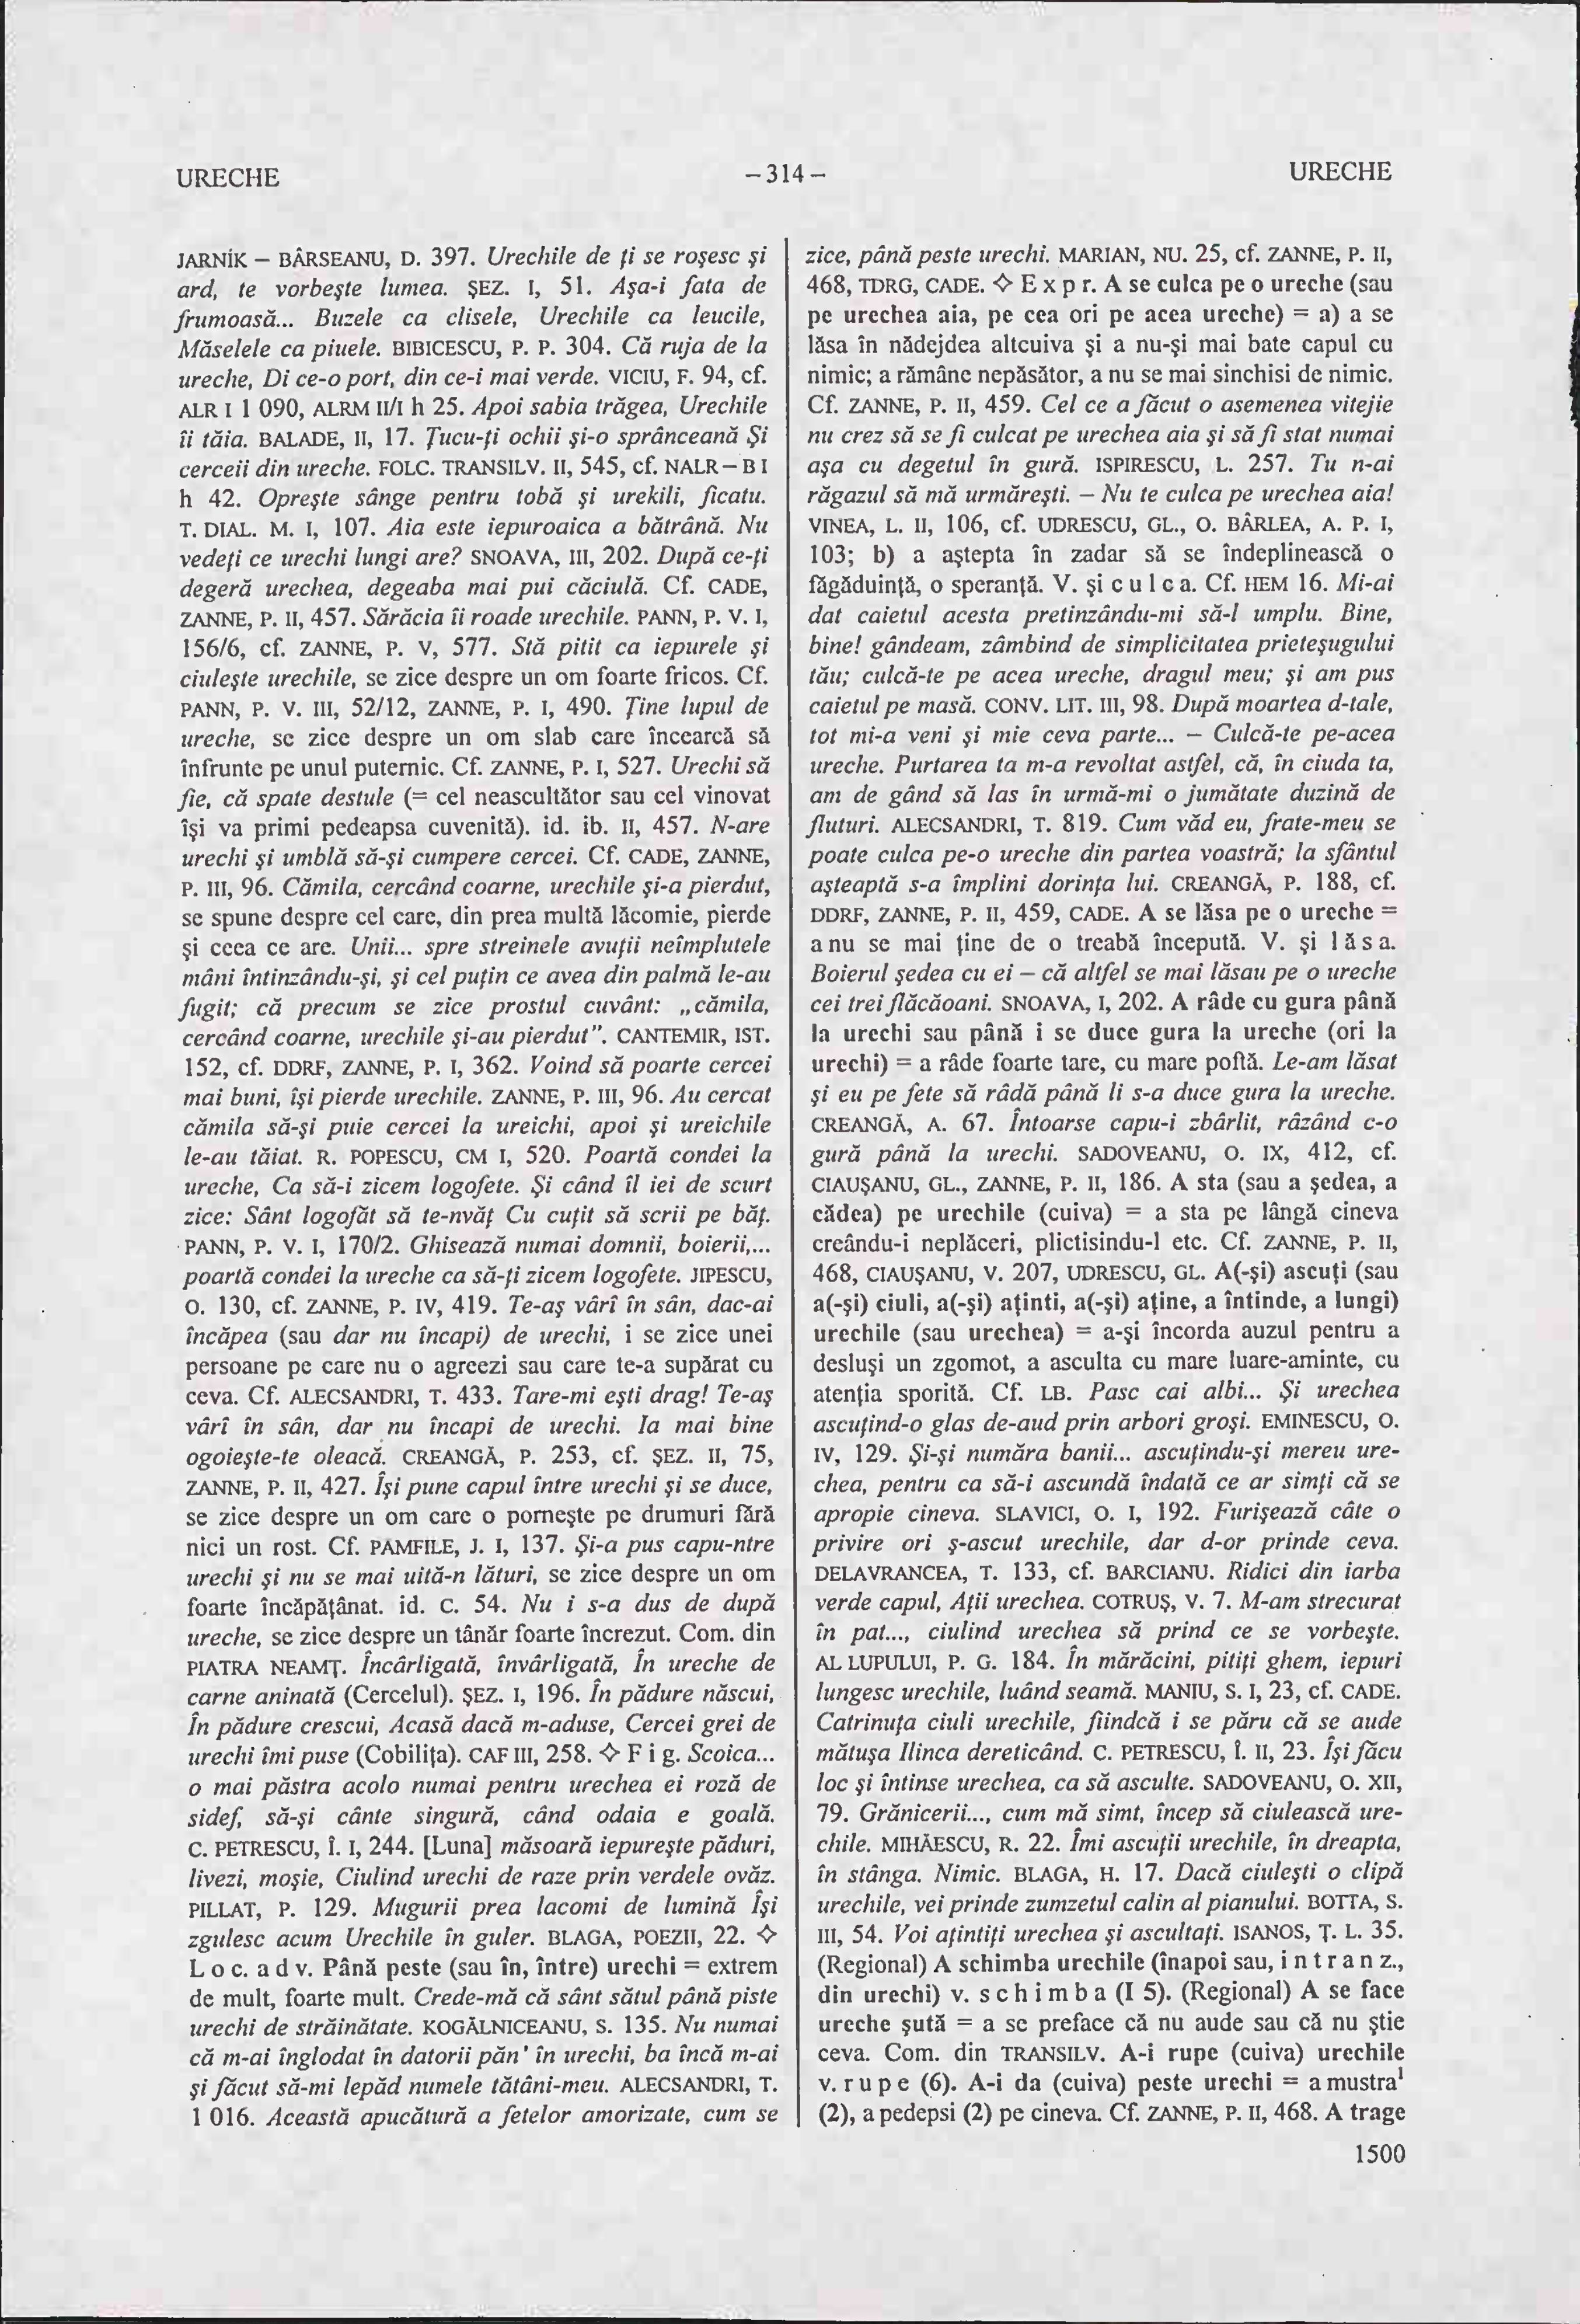 URECHE
–314–
URECHE
JARNÍK – BÂRSEANU, D. 397. Urechile de ţi se roşesc şi
ard, te vorbeşte lumea. ŞEZ. I, 51. Aşa-i fata de
frumoasă... Buzele ca clisele, Urechile ca leucile,
Măselele ca piuele. BIBICESCU, P. P. 304. Că ruja de la
ureche, Di ce-o port, din ce-i mai verde. VICIU, F. 94, cf.
ALR I 1 090, ALRM II/I h 25. Apoi sabia trăgea, Urechile
îi tăia. BALADE, II, 17. Ţucu-ţi ochii şi-o sprânceană Şi
cerceii din ureche. FOLC. TRANSILV. II, 545, cf. NALR – B I
h 42. Opreşte sânge pentru tobă şi urekili, ficatu.
T. DIAL. M. I, 107. Aia este iepuroaica a bătrână. Nu
vedeţi ce urechi lungi are? SNOAVA, III, 202. După ce-ţi
degeră urechea, degeaba mai pui căciulă. Cf. CADE,
ZANNE, P. II, 457. Sărăcia îi roade urechile. PANN, P. V. I,
156/6, cf. ZANNE, P. V, 577. Stă pitit ca iepurele şi
ciuleşte urechile, se zice despre un om foarte fricos. Cf.
PANN, P. V. III, 52/12, ZANNE, P. I, 490. Ţine lupul de
ureche, se zice despre un om slab care încearcă să
înfrunte pe unul puternic. Cf. ZANNE, P. I, 527. Urechi să
fie, că spate destule (= cel neascultător sau cel vinovat
îşi va primi pedeapsa cuvenită). id. ib. II, 457. N-are
urechi şi umblă să-şi cumpere cercei. Cf. CADE, ZANNE,
P. III, 96. Cămila, cercând coarne, urechile şi-a pierdut,
se spune despre cel care, din prea multă lăcomie, pierde
şi ceea ce are. Unii... spre streinele avuţii neîmplutele
mâni întinzându-şi, şi cel puţin ce avea din palmă le-au
fugit; că precum se zice prostul cuvânt: „cămila,
cercând coarne, urechile şi-au pierdut”. CANTEMIR, IST.
152, cf. DDRF, ZANNE, P. I, 362. Voind să poarte cercei
mai buni, îşi pierde urechile. ZANNE, P. III, 96. Au cercat
cămila să-şi puie cercei la ureichi, apoi şi ureichile
le-au tăiat. R. POPESCU, CM I, 520. Poartă condei la
ureche, Ca să-i zicem logofete. Şi când îl iei de scurt
zice: Sânt logofăt să te-nvăţ Cu cuţit să scrii pe băţ.
PANN, P. V. I, 170/2. Ghisează numai domnii, boierii,...
poartă condei la ureche ca să-ţi zicem logofete. JIPESCU,
O. 130, cf. ZANNE, P. IV, 419. Te-aş vârî în sân, dac-ai
încăpea (sau dar nu încapi) de urechi, i se zice unei
persoane pe care nu o agreezi sau care te-a supărat cu
ceva. Cf. ALECSANDRI, T. 433. Tare-mi eşti drag! Te-aş
vârî în sân, dar nu încapi de urechi. Ia mai bine
ogoieşte-te oleacă. CREANGĂ, P. 253, cf. ŞEZ. II, 75,
ZANNE, P. II, 427. Îşi pune capul între urechi şi se duce,
se zice despre un om care o porneşte pe drumuri fără
nici un rost. Cf. PAMFILE, J. I, 137. Şi-a pus capu-ntre
urechi şi nu se mai uită-n lături, se zice despre un om
foarte încăpăţânat. id. C. 54. Nu i s-a dus de după
ureche, se zice despre un tânăr foarte încrezut. Com. din
PIATRA NEAMŢ. Încârligată, învârligată, În ureche de
carne aninată (Cercelul). ŞEZ. I, 196. În pădure născui,
În pădure crescui, Acasă dacă m-aduse, Cercei grei de
urechi îmi puse (Cobiliţa). CAF III, 258. ◇ F i g. Scoica...
o mai păstra acolo numai pentru urechea ei roză de
sidef, să-şi cânte singură, când odaia e goală.
C. PETRESCU, Î. I, 244. [Luna] măsoară iepureşte păduri,
livezi, moşie, Ciulind urechi de raze prin verdele ovăz.
PILLAT, P. 129. Mugurii prea lacomi de lumină Îşi
zgulesc acum Urechile în guler. BLAGA, POEZII, 22. ◇
L o c. a d v. Până peste (sau în, între) urechi = extrem
de mult, foarte mult. Crede-mă că sânt sătul până piste
urechi de străinătate. KOGĂLNICEANU, S. 135. Nu numai
că m-ai înglodat în datorii păn' în urechi, ba încă m-ai
şi făcut să-mi lepăd numele tătâni-meu. ALECSANDRI, T.
1 016. Această apucătură a fetelor amorizate, cum se
zice, până peste urechi. MARIAN, NU. 25, cf. ZANNE, P. II,
468, TDRG, CADE. ◇ E x p r. A se culca pe o ureche (sau
pe urechea aia, pe cea ori pe acea ureche) = a) a se
lăsa în nădejdea altcuiva şi a nu-şi mai bate capul cu
nimic; a rămâne nepăsător, a nu se mai sinchisi de nimic.
Cf. ZANNE, P. II, 459. Cel ce a făcut o asemenea vitejie
nu crez să se fi culcat pe urechea aia şi să fi stat numai
aşa cu degetul în gură. ISPIRESCU, L. 257. Tu n-ai
răgazul să mă urmăreşti. – Nu te culca pe urechea aia!
VINEA, L. II, 106, cf. UDRESCU, GL., O. BÂRLEA, A. P. I,
103; b) a aştepta în zadar să se îndeplinească o
făgăduinţă, o speranţă. V. şi c u l c a. Cf. HEM 16. Mi-ai
dat caietul acesta pretinzându-mi să-l umplu. Bine,
bine! gândeam, zâmbind de simplicitatea prieteşugului
tău; culcă-te pe acea ureche, dragul meu; şi am pus
caietul pe masă. CONV. LIT. III, 98. După moartea d-tale,
tot mi-a veni şi mie ceva parte... – Culcă-te pe-acea
ureche. Purtarea ta m-a revoltat astfel, că, în ciuda ta,
am de gând să las în urmă-mi o jumătate duzină de
fluturi. ALECSANDRI, T. 819. Cum văd eu, frate-meu se
poate culca pe-o ureche din partea voastră; la sfântul
aşteaptă s-a împlini dorinţa lui. CREANGĂ, P. 188, cf.
DDRF, ZANNE, P. II, 459, CADE. A se lăsa pe o ureche =
a nu se mai ţine de o treabă începută. V. şi l ă s a.
Boierul şedea cu ei – că altfel se mai lăsau pe o ureche
cei trei flăcăoani. SNOAVA, I, 202. A râde cu gura până
la urechi sau până i se duce gura la ureche (ori la
urechi) = a râde foarte tare, cu mare poftă. Le-am lăsat
şi eu pe fete să râdă până li s-a duce gura la ureche.
CREANGĂ, A. 67. Întoarse capu-i zbârlit, râzând c-o
gură până la urechi. SADOVEANU, O. IX, 412, cf.
CIAUŞANU, GL., ZANNE, P. II, 186. A sta (sau a şedea, a
cădea) pe urechile (cuiva) = a sta pe lângă cineva
creându-i neplăceri, plictisindu-l etc. Cf. ZANNE, P. II,
468, CIAUŞANU, V. 207, UDRESCU, GL. A(-şi) ascuţi (sau
a(-şi) ciuli, a(-şi) aţinti, a(-şi) aţine, a întinde, a lungi)
urechile (sau urechea) = a-şi încorda auzul pentru a
desluşi un zgomot, a asculta cu mare luare-aminte, cu
atenţia sporită. Cf. LB. Pasc cai albi... Şi urechea
ascuţind-o glas de-aud prin arbori groşi. EMINESCU, O.
IV, 129. Şi-şi număra banii... ascuţindu-şi mereu ure-
chea, pentru ca să-i ascundă îndată ce ar simţi că se
apropie cineva. SLAVICI, O. I, 192. Furişează câte o
privire ori ş-ascut urechile, dar d-or prinde ceva.
DELAVRANCEA, T. 133, cf. BARCIANU. Ridici din iarba
verde capul, Aţii urechea. COTRUŞ, V. 7. M-am strecurat
în pat..., ciulind urechea să prind ce se vorbeşte.
AL LUPULUI, P. G. 184. În mărăcini, pitiţi ghem, iepuri
lungesc urechile, luând seamă. MANIU, S. I, 23, cf. CADE.
Catrinuţa ciuli urechile, fiindcă i se păru că se aude
mătuşa Ilinca dereticând. C. PETRESCU, Î. II, 23. Îşi făcu
loc şi întinse urechea, ca să asculte. SADOVEANU, O. XII,
79. Grănicerii..., cum mă simt, încep să ciulească ure-
chile. MIHĂESCU, R. 22. Îmi ascuţii urechile, în dreapta,
în stânga. Nimic. BLAGA, H. 17. Dacă ciuleşti o clipă
urechile, vei prinde zumzetul calin al pianului. BOTTA, S.
III, 54. Voi aţintiţi urechea şi ascultaţi. ISANOS, Ţ. L. 35.
(Regional) A schimba urechile (înapoi sau, i n t r a n z.,
din urechi) v. s c h i m b a (I 5). (Regional) A se face
ureche şută = a se preface că nu aude sau că nu ştie
ceva. Com. din TRANSILV. A-i rupe (cuiva) urechile
v. r u p e (6). A-i da (cuiva) peste urechi = a mustra¹
(2), a pedepsi (2) pe cineva. Cf. ZANNE, P. II, 468. A trage
1500